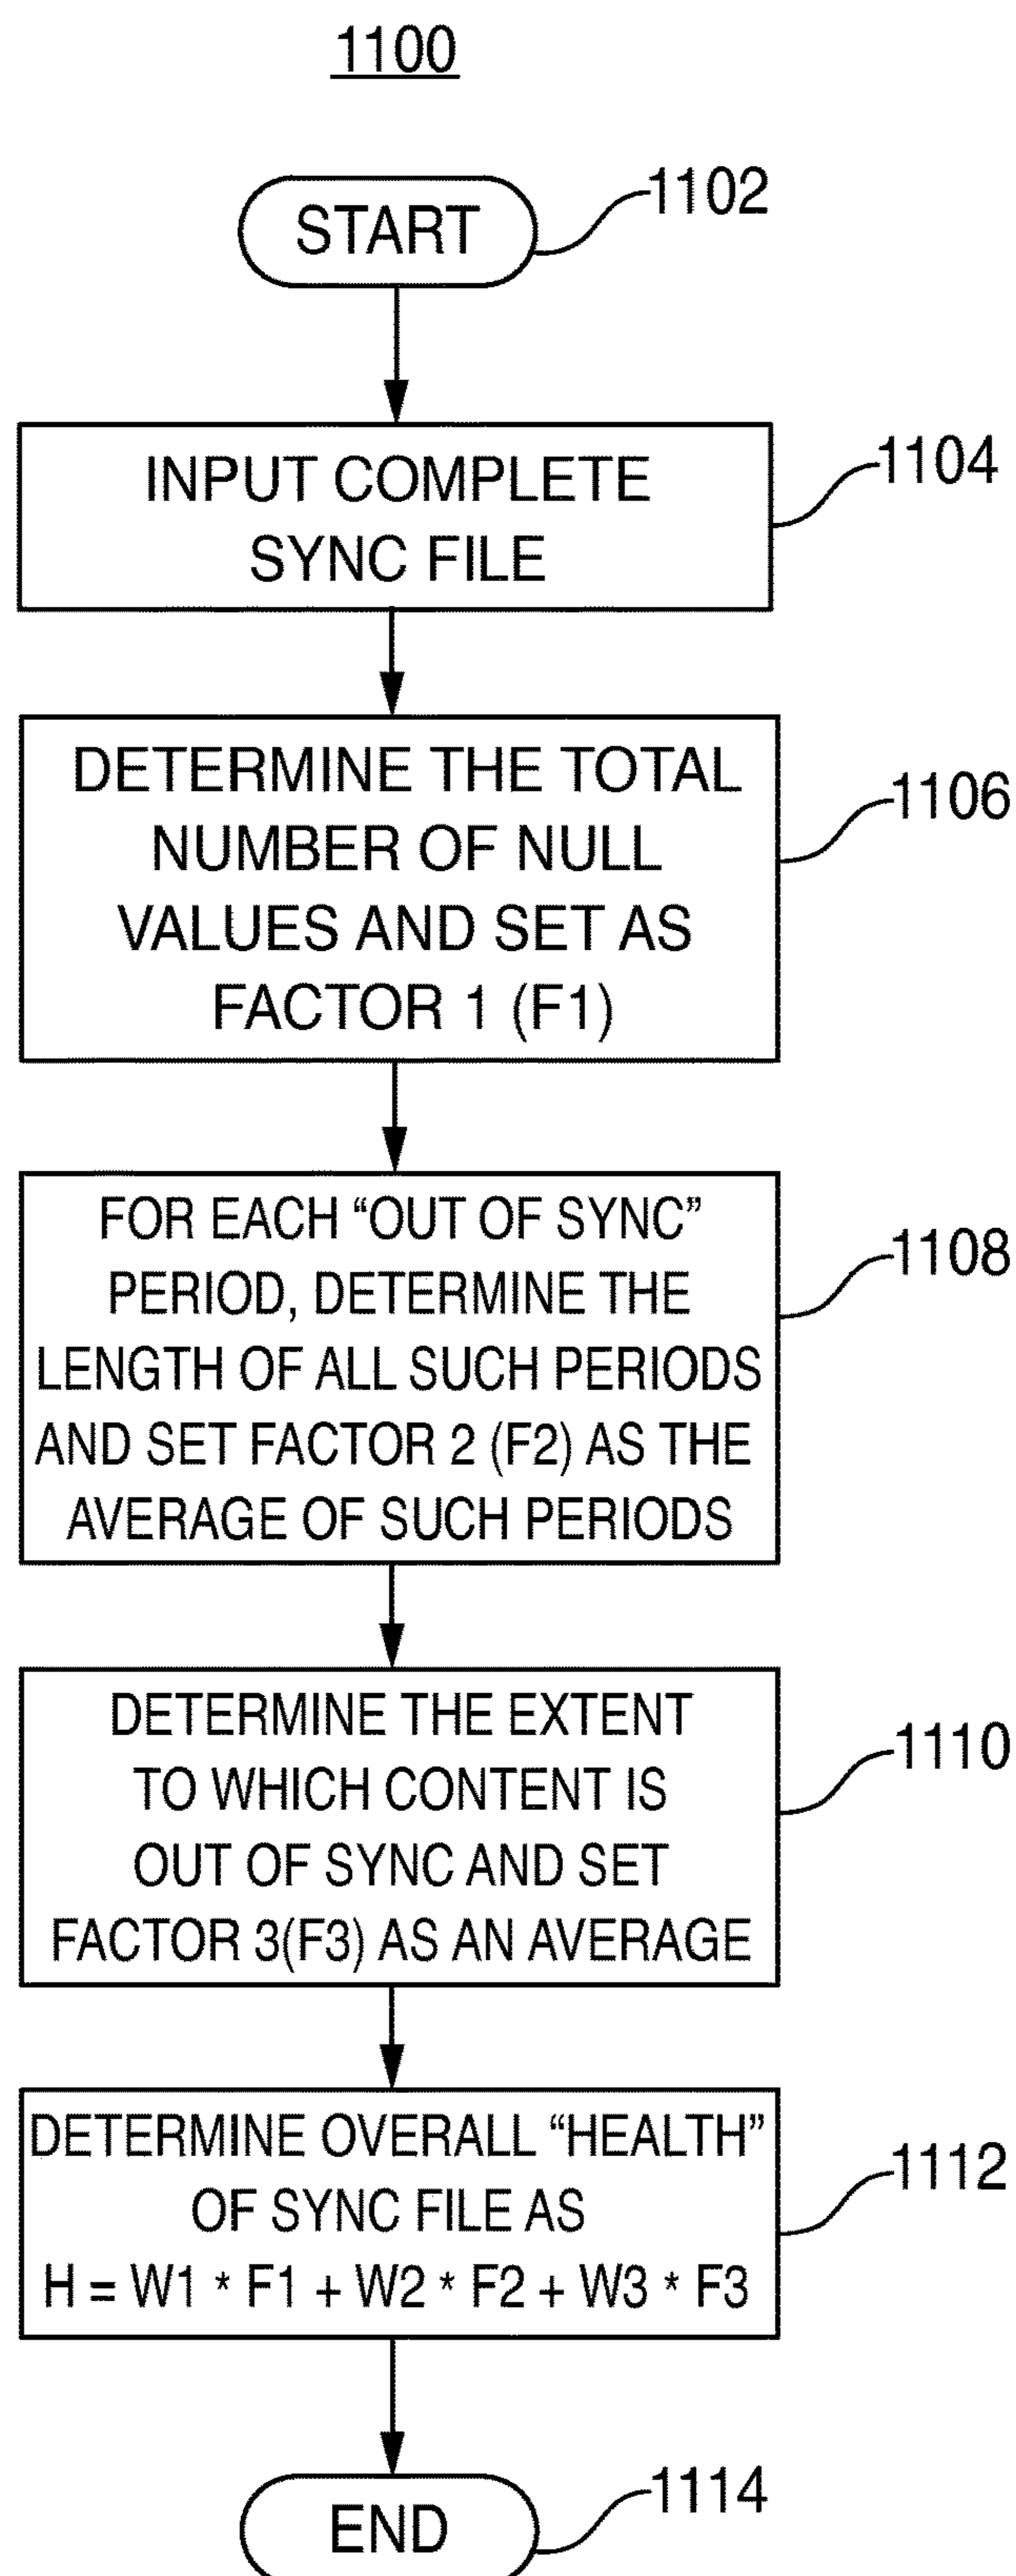 1100
START
1102
INPUT COMPLETE
SYNC FILE
1104
DETERMINE THE TOTAL
NUMBER OF NULL
VALUES AND SET AS
FACTOR 1 (F1)
1106
FOR EACH “OUT OF SYNC”
PERIOD, DETERMINE THE
LENGTH OF ALL SUCH PERIODS
AND SET FACTOR 2 (F2) AS THE
AVERAGE OF SUCH PERIODS
1108
DETERMINE THE EXTENT
TO WHICH CONTENT IS
OUT OF SYNC AND SET
FACTOR 3(F3) AS AN AVERAGE
1110
DETERMINE OVERALL “HEALTH”
OF SYNC FILE AS
H = W1 * F1 + W2 * F2 + W3 * F3
1112
END
1114